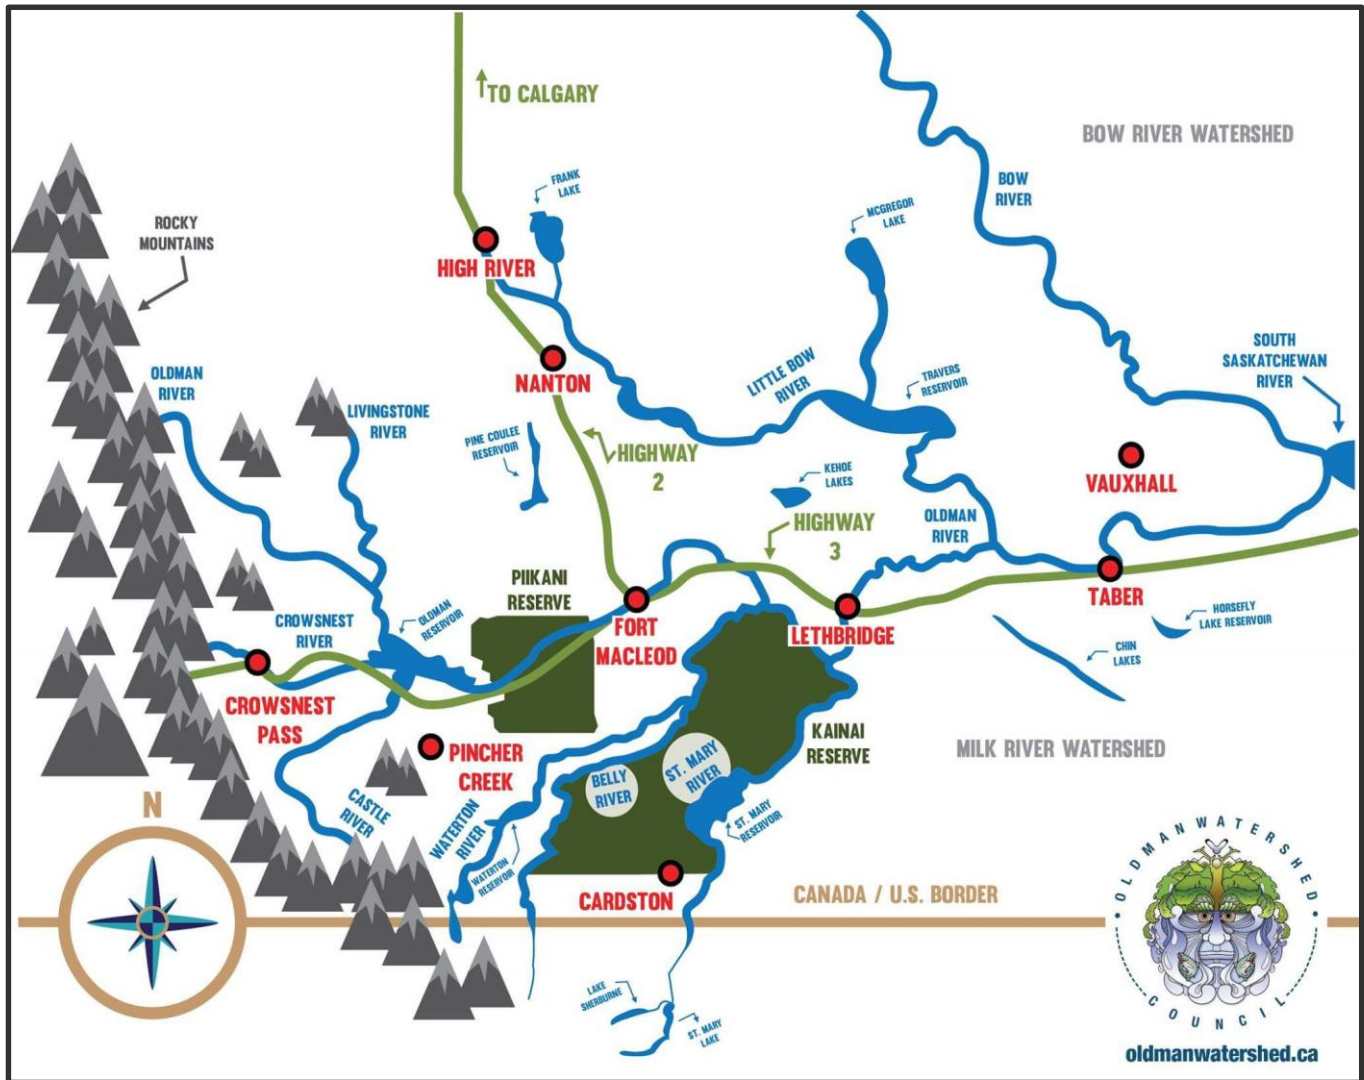 TO CALGARY
BOW RIVER WATERSHED
FRANK
LAKE
BOW
RIVER
ROCKY
MOUNTAINS
MCGREGOR
LAKE
HIGH RIVER
SOUTH
SASKATCHEWAN
RIVER
OLDMAN
RIVER
NANTON
LITTLE BOW
RIVER
TRAVERS
RESERVOIR
LIVINGSTONE
RIVER
PINE COULEE
RESERVOIR
HIGHWAY
2
KEHOE
LAKES
VAUXHALL
OLDMAN
RIVER
HIGHWAY
3
PIIKANI
RESERVE
TABER
CROWSNEST
RIVER
OLDMAN
RESERVOIR
FORT
MACLEOD
LETHBRIDGE
HORSEFLY
LAKE RESERVOIR
CHIN
LAKES
CROWSNEST
PASS
KAINAI
RESERVE
MILK RIVER WATERSHED
PINCHER
CREEK
BELLY
RIVER
ST. MARY
RIVER
CASTLE
RIVER
WATERTON
RIVER
ST. MARY
RESERVOIR
N
WATERTON
RESERVOIR
CARDSTON
CANADA / U.S. BORDER
LAKE
SHERBURNE
ST. MARY
LAKE
OLDMAN WATERSHED
COUNCIL
oldmanwatershed.ca